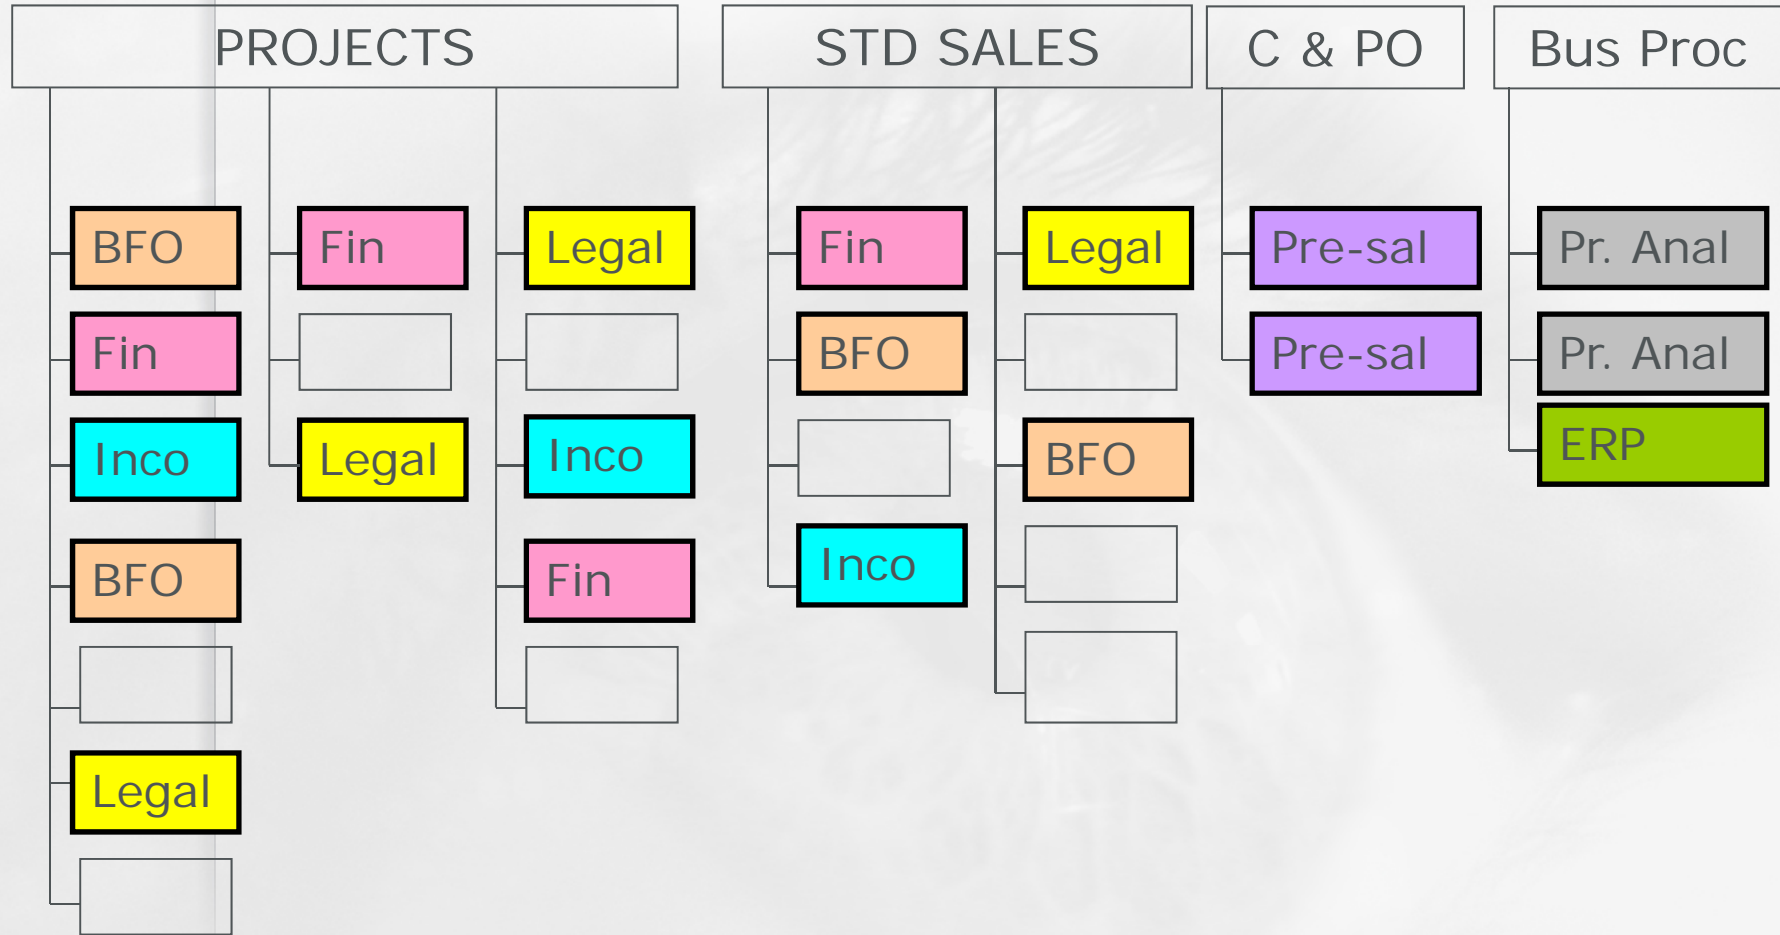 PROJECTS
STD SALES
C & PO
Bus Proc
BFO
Fin
Inco
BFO
Legal
Fin
Legal
Legal
Inco
Fin
Fin
BFO
Inco
Legal
BFO
Pre-sal
Pre-sal
Pr. Anal
Pr. Anal
ERP